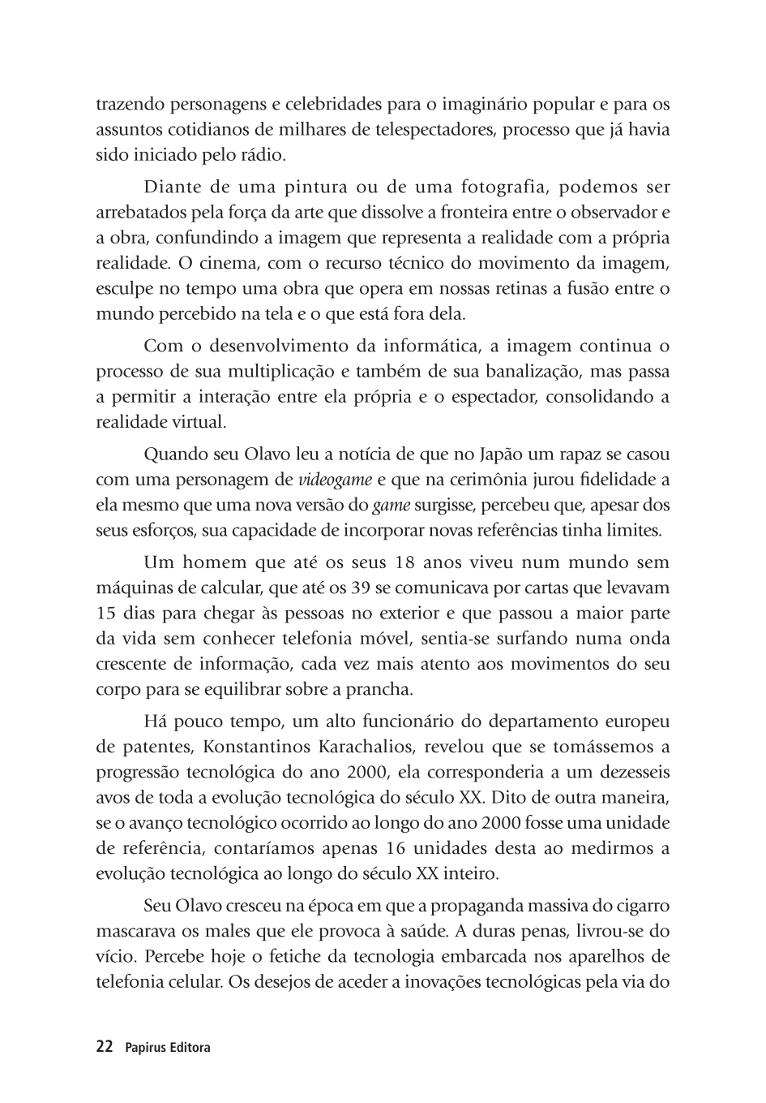 trazendo personagens e celebridades para o imaginário popular e para os
assuntos cotidianos de milhares de telespectadores, processo que já havia
sido iniciado pelo rádio.
Diante de uma pintura ou de uma fotografia, podemos ser
arrebatados pela força da arte que dissolve a fronteira entre o observador e
a obra, confundindo a imagem que representa a realidade com a própria
realidade. O cinema, com o recurso técnico do movimento da imagem,
esculpe no tempo uma obra que opera em nossas retinas a fusão entre o
mundo percebido na tela e o que está fora dela.
Com o desenvolvimento da informática, a imagem continua o
processo de sua multiplicação e também de sua banalização, mas passa
a permitir a interação entre ela própria e o espectador, consolidando a
realidade virtual.
Quando seu Olavo leu a notícia de que no Japão um rapaz se casou
com uma personagem de videogame e que na cerimônia jurou fidelidade a
ela mesmo que uma nova versão do game surgisse, percebeu que, apesar dos
seus esforços, sua capacidade de incorporar novas referências tinha limites.
Um homem que até os seus 18 anos viveu num mundo sem
máquinas de calcular, que até os 39 se comunicava por cartas que levavam
15 dias para chegar às pessoas no exterior e que passou a maior parte
da vida sem conhecer telefonia móvel, sentia-se surfando numa onda
crescente de informação, cada vez mais atento aos movimentos do seu
corpo para se equilibrar sobre a prancha.
Há pouco tempo, um alto funcionário do departamento europeu
de patentes, Konstantinos Karachalios, revelou que se tomássemos a
progressão tecnológica do ano 2000, ela corresponderia a um dezesseis
avos de toda a evolução tecnológica do século XX. Dito de outra maneira,
se o avanço tecnológico ocorrido ao longo do ano 2000 fosse uma unidade
de referência, contaríamos apenas 16 unidades desta ao medirmos a
evolução tecnológica ao longo do século XX inteiro.
Seu Olavo cresceu na época em que a propaganda massiva do cigarro
mascarava os males que ele provoca à saúde. A duras penas, livrou-se do
vício. Percebe hoje o fetiche da tecnologia embarcada nos aparelhos de
telefonia celular. Os desejos de aceder a inovações tecnológicas pela via do
22 Papirus Editora